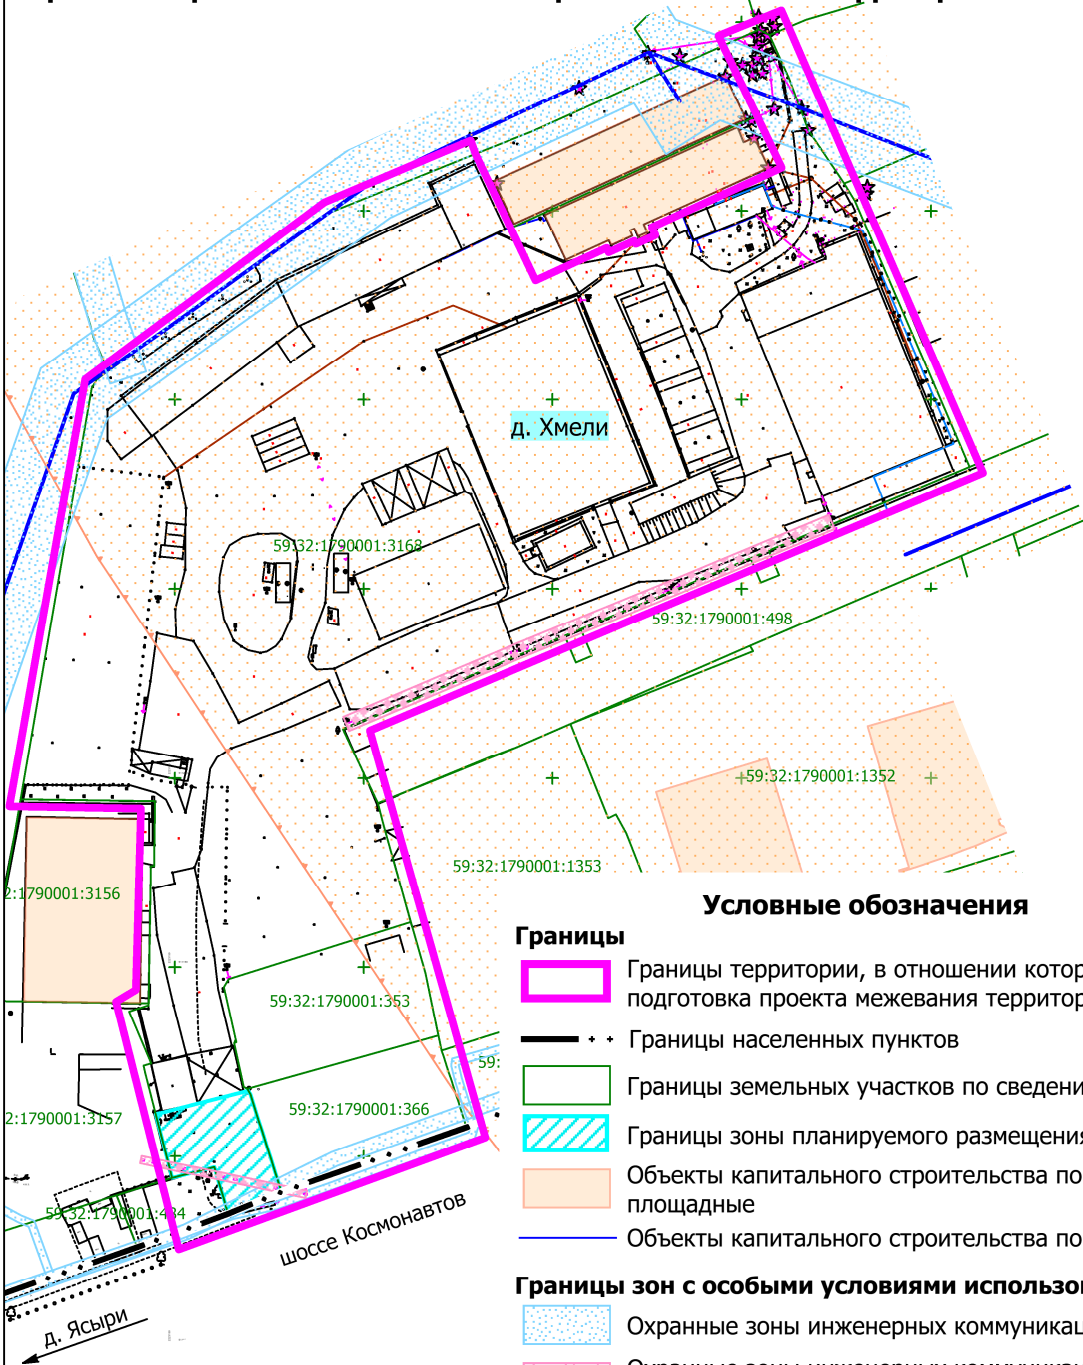 д. Хмели
59:32:1790001:3168
59:32:1790001:498
59:32:1790001:1352
59:32:1790001:1353
2:1790001:3156
59:32:1790001:353
59:
59:32:1790001:366
2:1790001:3157
59:32:1790001:434
шоссе Космонавтов
д. Ясыри
Условные обозначения
Границы
Границы территории, в отношении котор
подготовка проекта межевания территор
Границы населенных пунктов
Границы земельных участков по сведени
Границы зоны планируемого размещения
Объекты капитального строительства по
площадные
Объекты капитального строительства по
Границы зон с особыми условиями использо
Охранные зоны инженерных коммуникац